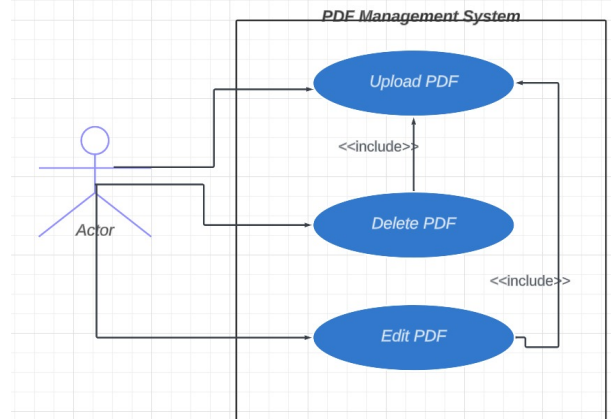 PDF Management System
Upload PDF
<<include>>
Delete PDF
Actor
<<include>>
Edit PDF